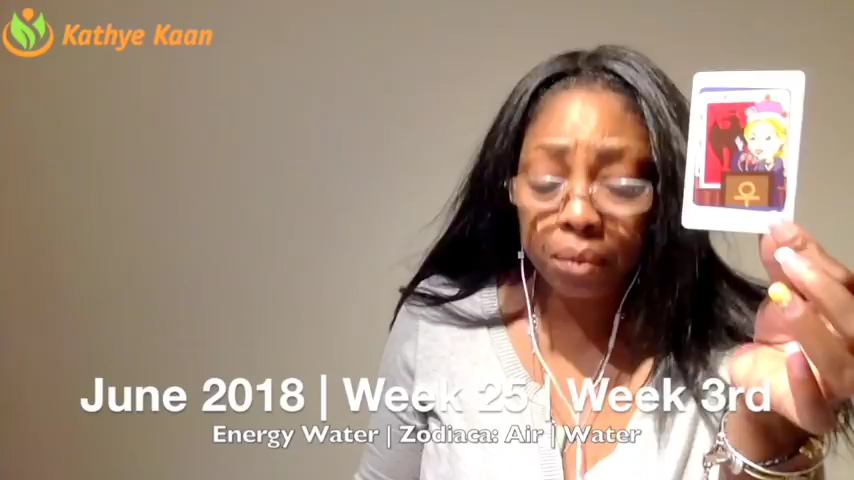 Kathye Kaan
June 2018 | Week 25 | Week 3rd
Energy Water | Zodiaca: Air | Water